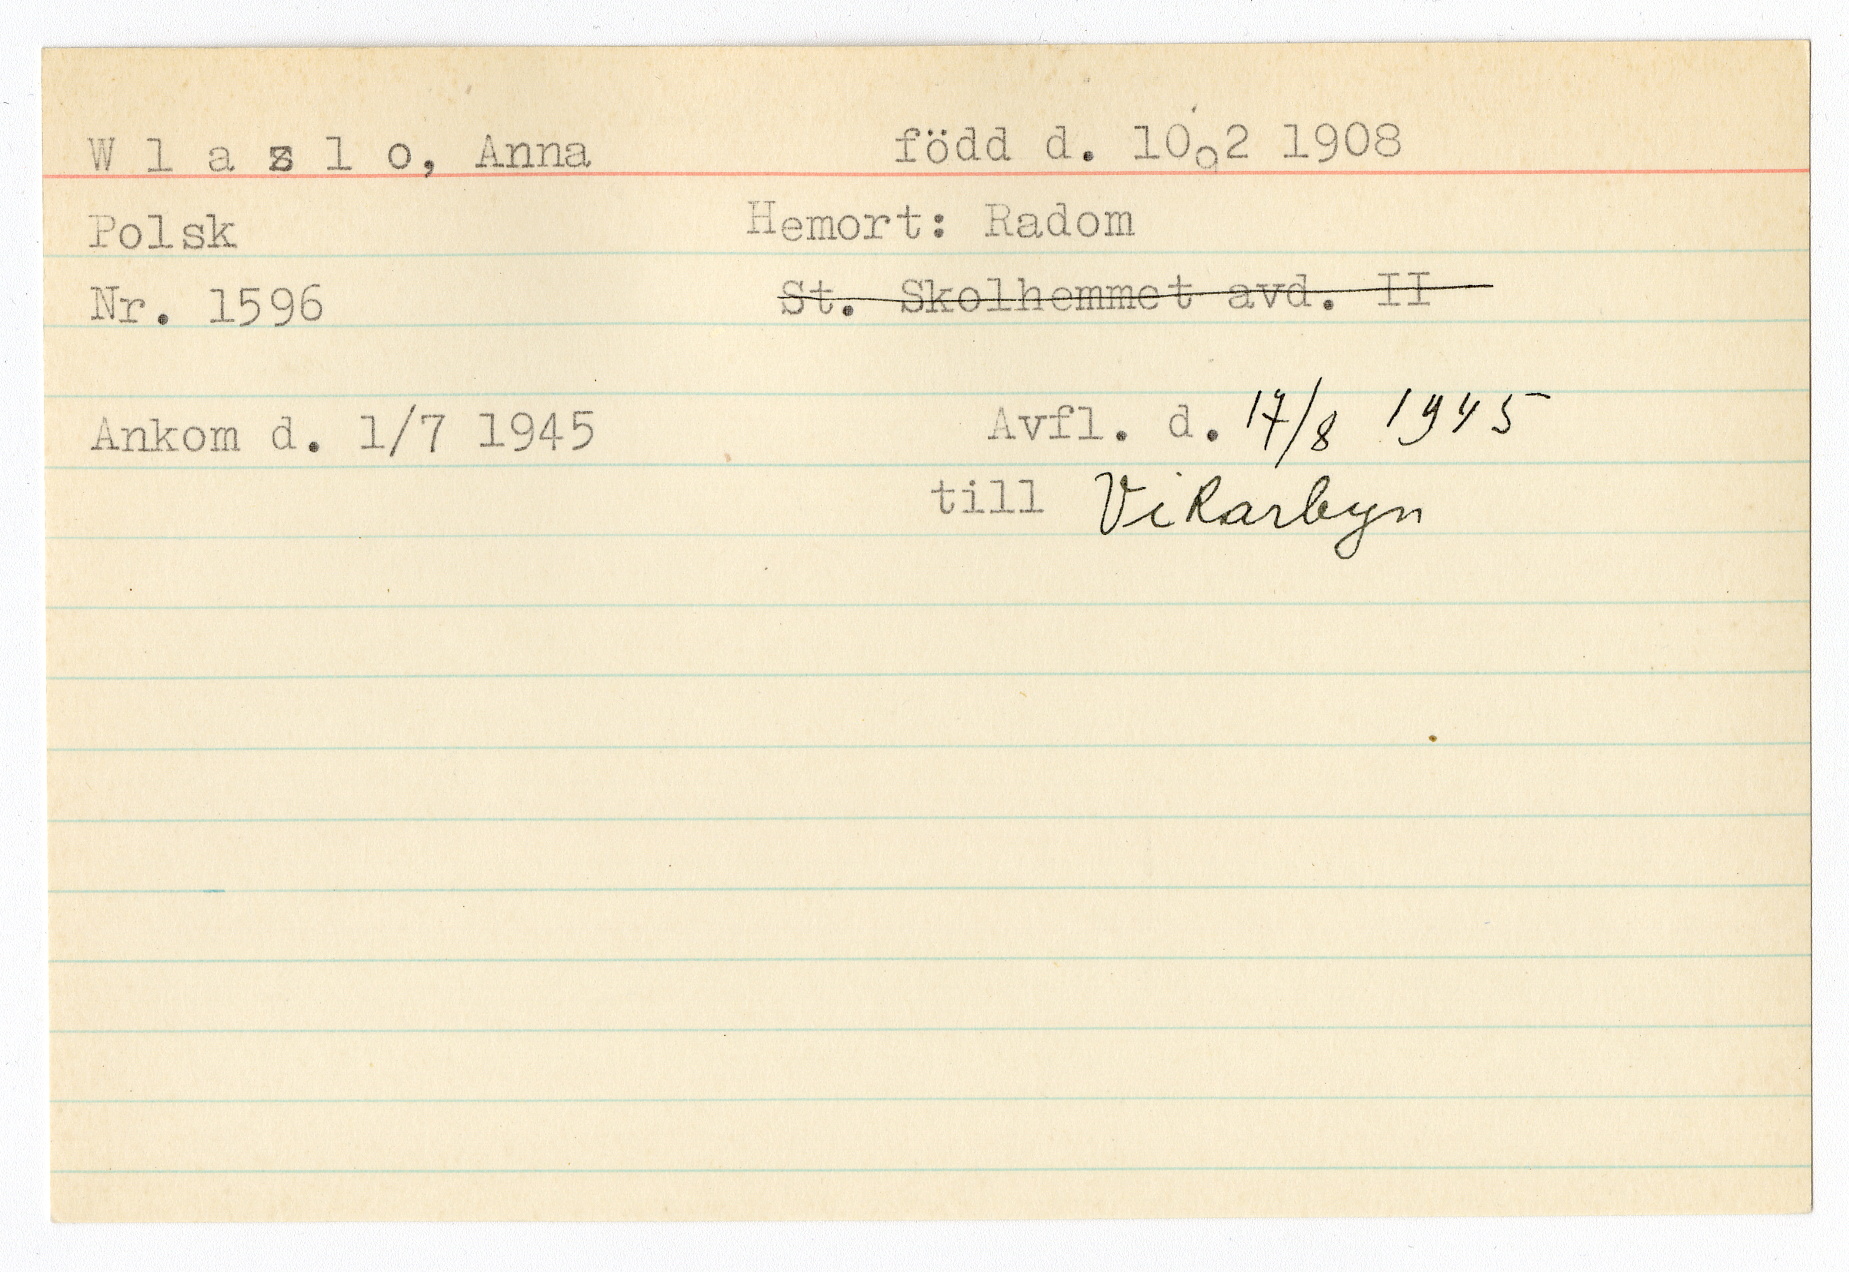 W l a z l o, Anna född d. 10.2 1908
Polsk Hemort: Radom
Nr. 1596 St. Skolhemmet avd. II
Ankom d. 1/7 1945 Avfl. d. 17/8 1945
till Vikarbyn